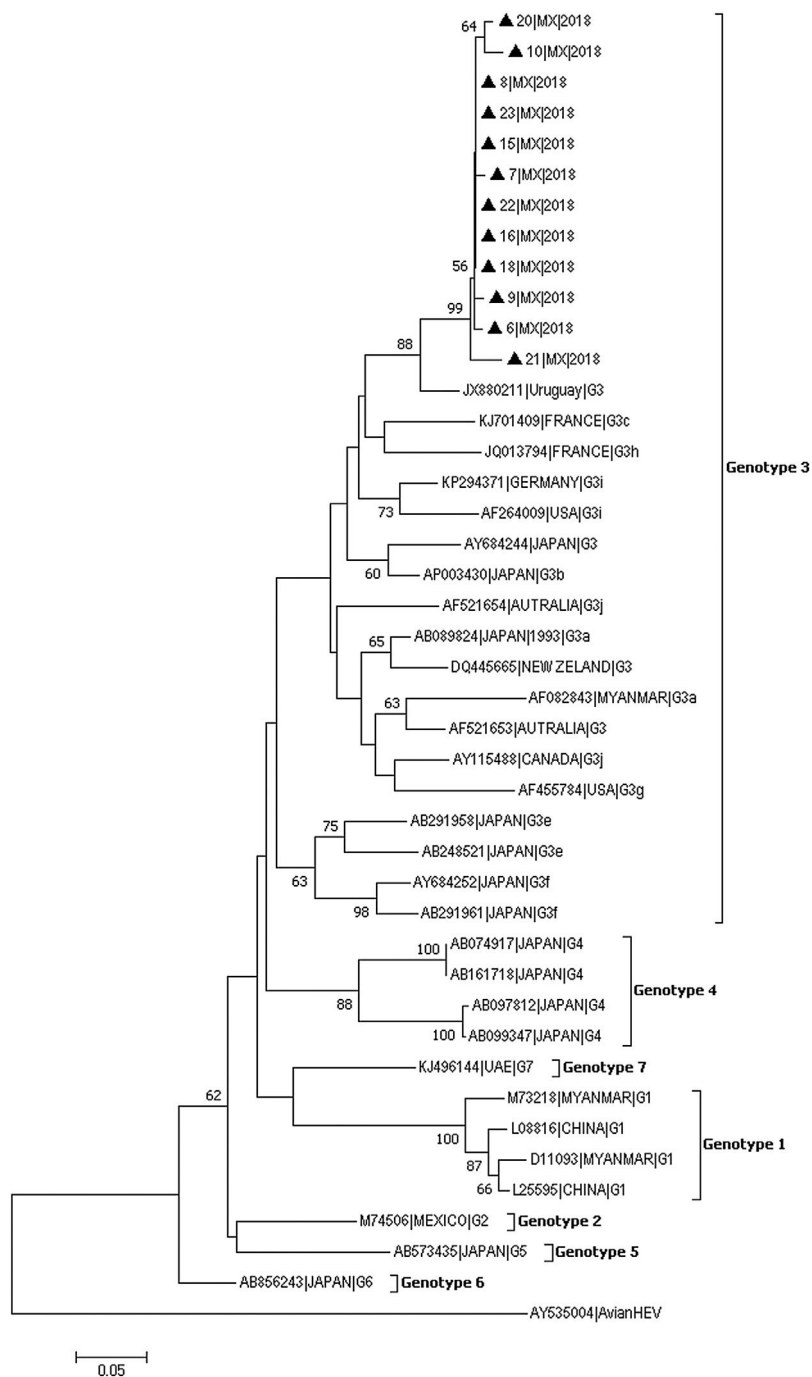 64
20|MX|2018
10|MX|2018
8|MX|2018
23|MX|2018
15|MX|2018
7|MX|2018
22|MX|2018
16|MX|2018
56
18|MX|2018
9|MX|2018
99
6|MX|2018
88
21|MX|2018
JX880211|Uruguay|G3
KJ701409|FRANCE|G3c
JQ013794|FRANCE|G3h
Genotype 3
KP294371|GERMANY|G3i
73
AF264009|USA|G3i
AY684244|JAPAN|G3
60
AP003430|JAPAN|G3b
AF521654|AUTRALIA|G3j
65
AB089824|JAPAN|1993|G3a
DQ445665|NEW ZELAND|G3
63
AF082843|MYANMAR|G3a
AF521653|AUTRALIA|G3
AY115488|CANADA|G3j
AF455784|USA|G3g
75
AB291958|JAPAN|G3e
AB248521|JAPAN|G3e
63
AY684252|JAPAN|G3f
98
AB291961|JAPAN|G3f
100
AB074917|JAPAN|G4
AB161718|JAPAN|G4
88
Genotype 4
AB097812|JAPAN|G4
100
AB099347|JAPAN|G4
KJ496144|UAE|G7
Genotype 7
62
M73218|MYANMAR|G1
100
L08816|CHINA|G1
Genotype 1
87
D11093|MYANMAR|G1
66
L25595|CHINA|G1
M74506|MEXICO|G2
Genotype 2
AB573435|JAPAN|G5
Genotype 5
AB856243|JAPAN|G6
Genotype 6
AY535004|AvianHEV
0.05